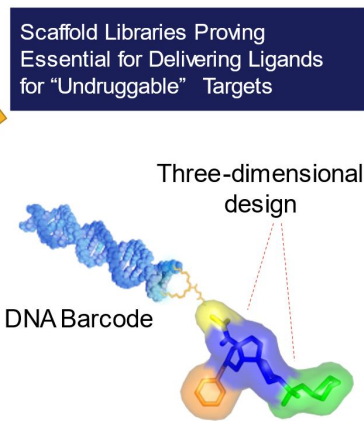 Scaffold Libraries Proving
Essential for Delivering Ligands
for “Undruggable” Targets
Three-dimensional
design
DNA Barcode